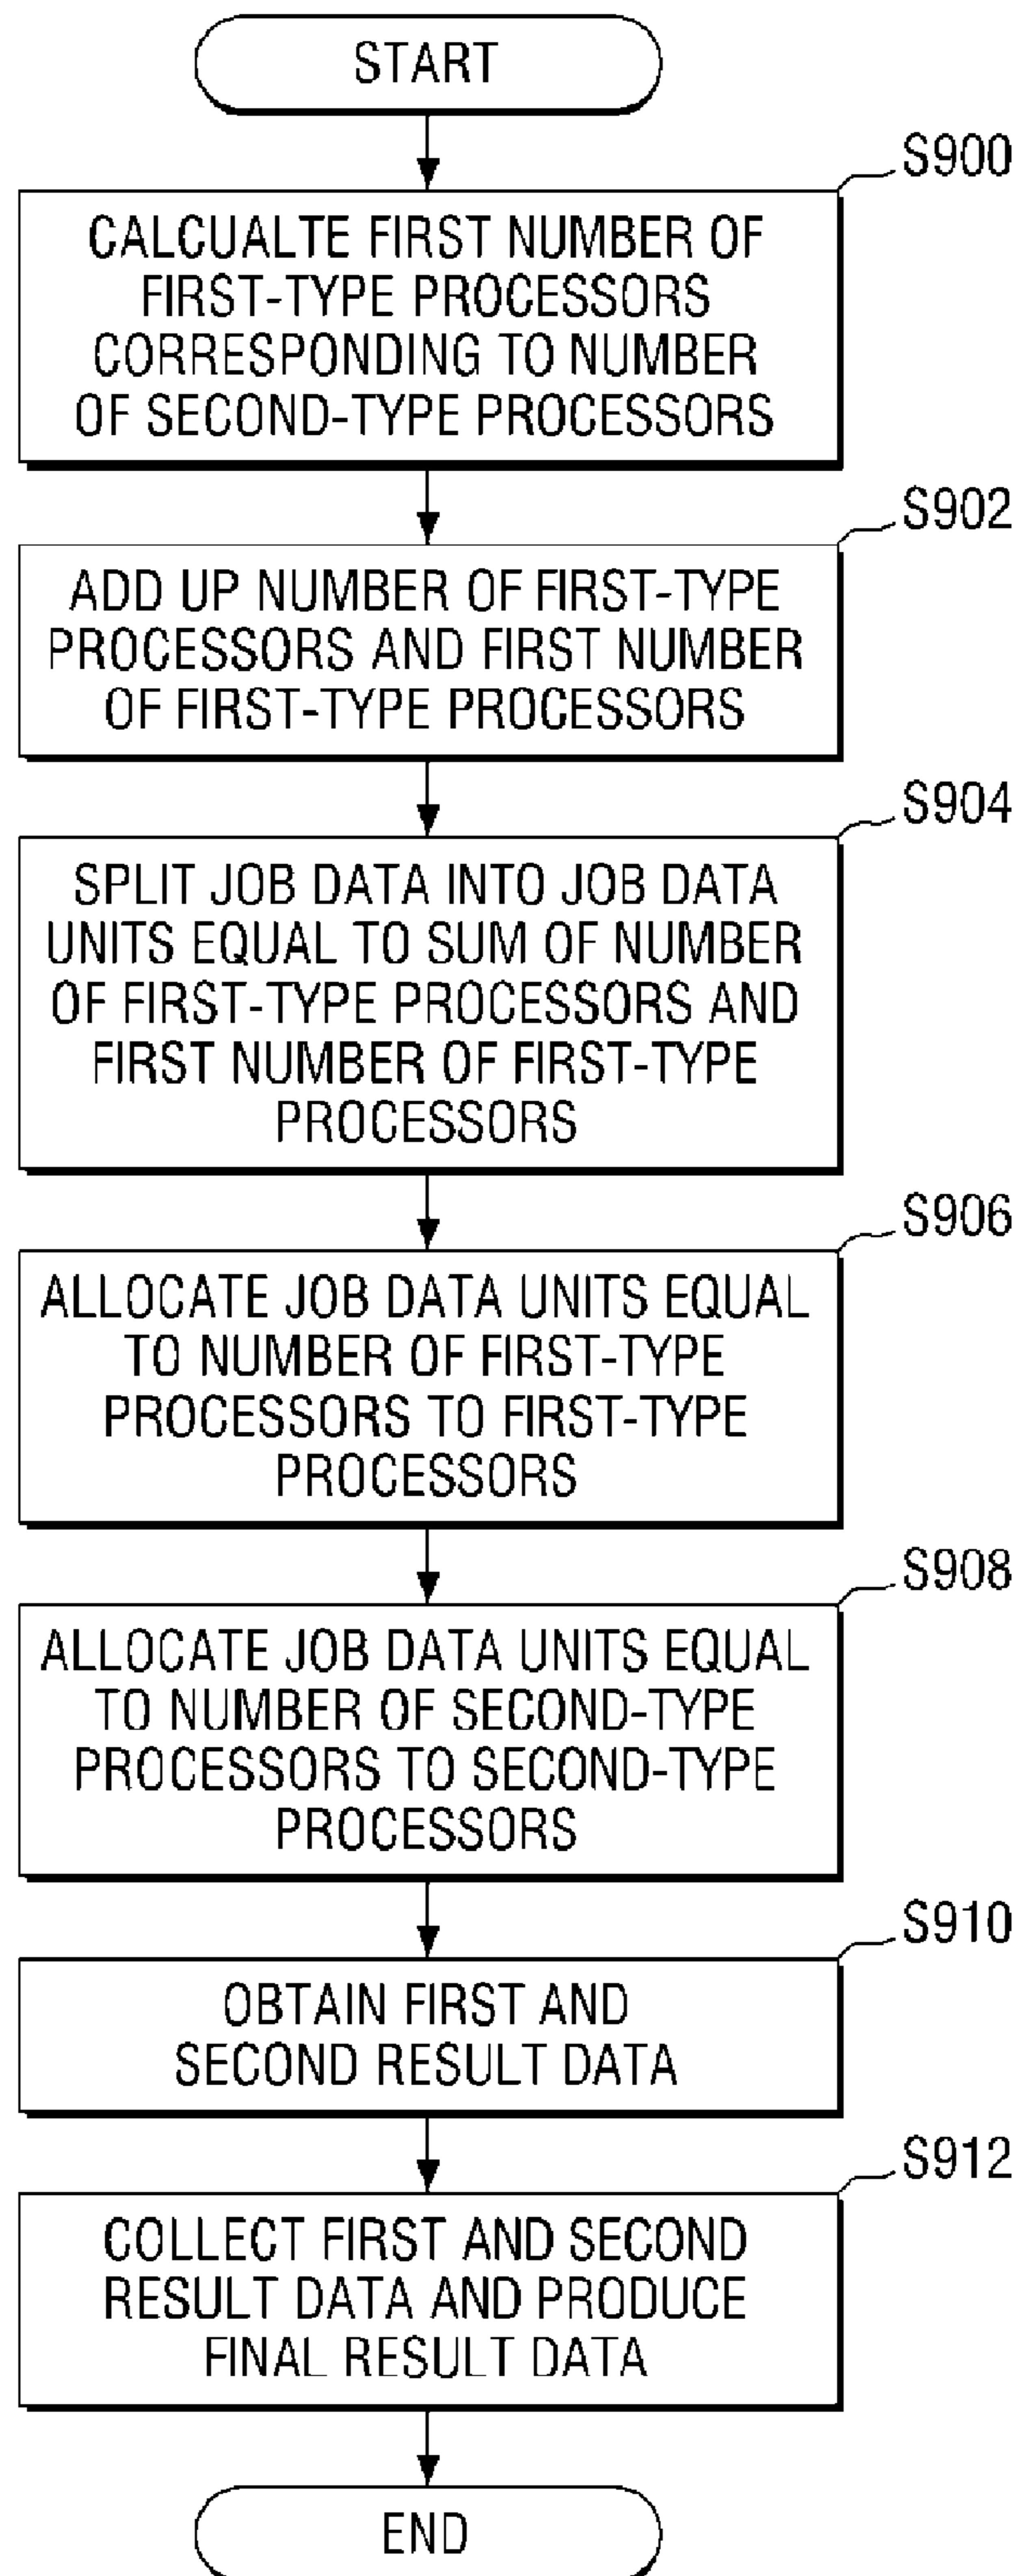 START
S900
CALCUALTE FIRST NUMBER OF
FIRST-TYPE PROCESSORS
CORRESPONDING TO NUMBER
OF SECOND-TYPE PROCESSORS
S902
ADD UP NUMBER OF FIRST-TYPE
PROCESSORS AND FIRST NUMBER
OF FIRST-TYPE PROCESSORS
S904
SPLIT JOB DATA INTO JOB DATA
UNITS EQUAL TO SUM OF NUMBER
OF FIRST-TYPE PROCESSORS AND
FIRST NUMBER OF FIRST-TYPE
PROCESSORS
S906
ALLOCATE JOB DATA UNITS EQUAL
TO NUMBER OF FIRST-TYPE
PROCESSORS TO FIRST-TYPE
PROCESSORS
S908
ALLOCATE JOB DATA UNITS EQUAL
TO NUMBER OF SECOND-TYPE
PROCESSORS TO SECOND-TYPE
PROCESSORS
S910
OBTAIN FIRST AND
SECOND RESULT DATA
S912
COLLECT FIRST AND SECOND
RESULT DATA AND PRODUCE
FINAL RESULT DATA
END